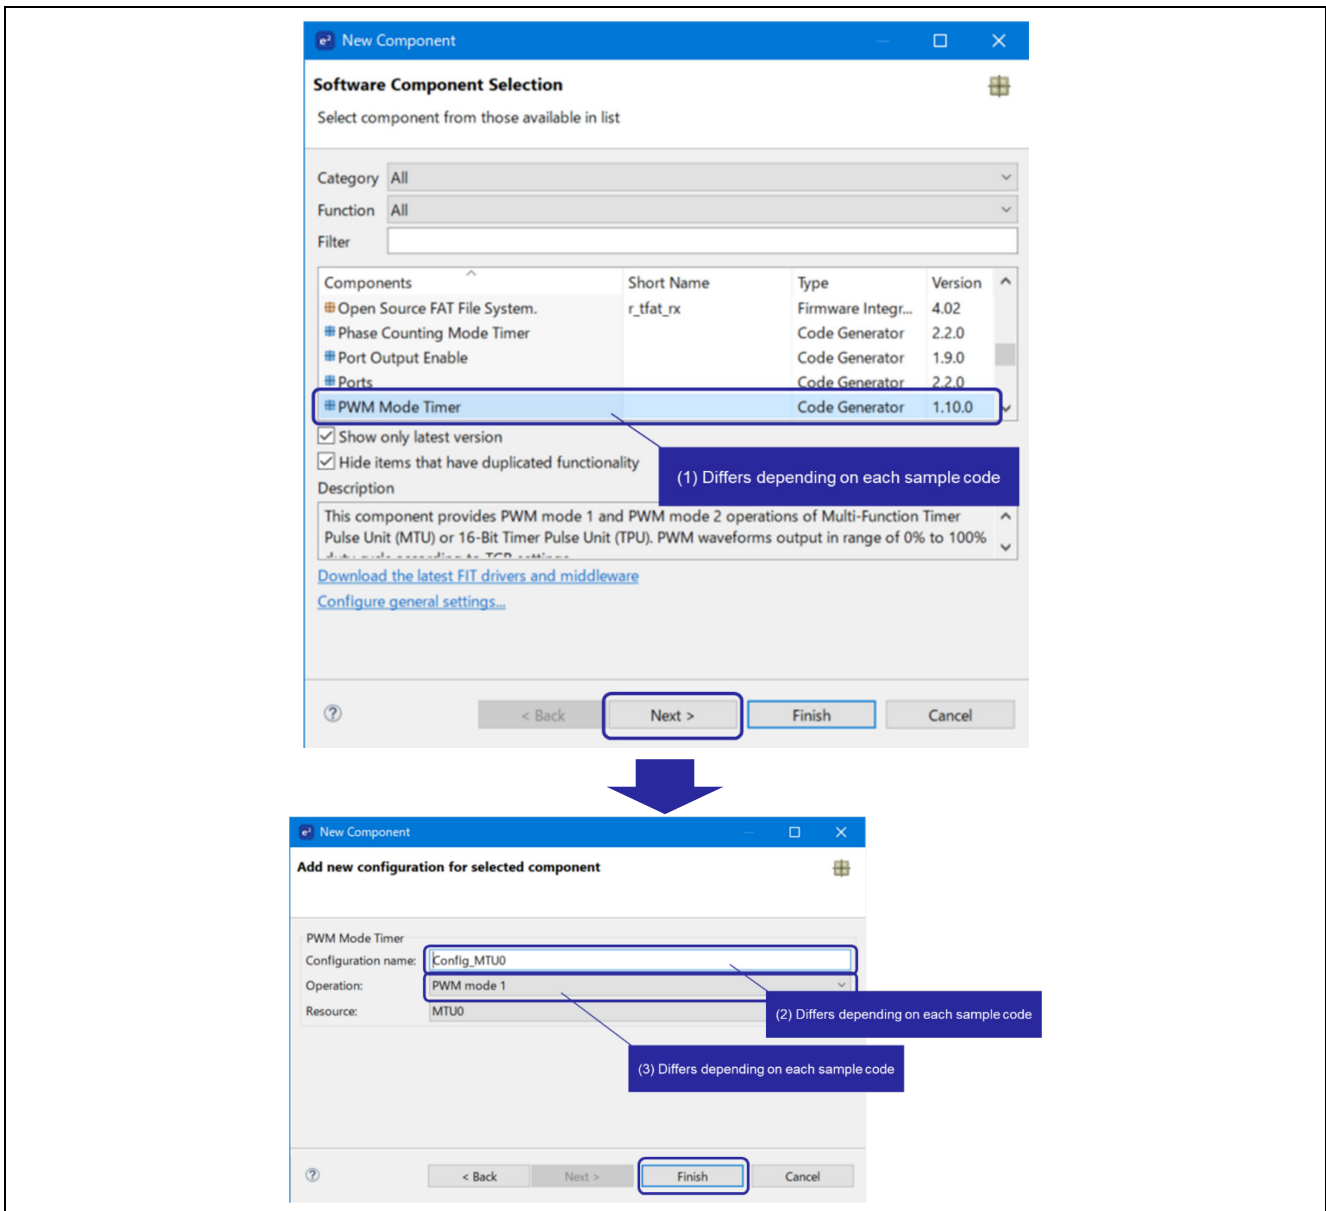 New Component
Software Component Selection
Select component from those available in list
Category All
Function All
Filter
Components Short Name Type Version
Open Source FAT File System. r_tfat_rx Firmware Integr... 4.02
Phase Counting Mode Timer Code Generator 2.2.0
Port Output Enable Code Generator 1.9.0
Ports Code Generator 2.2.0
PWM Mode Timer Code Generator 1.10.0
Show only latest version
Hide items that have duplicated functionality
(1) Differs depending on each sample code
Description
This component provides PWM mode 1 and PWM mode 2 operations of Multi-Function Timer
Pulse Unit (MTU) or 16-Bit Timer Pulse Unit (TPU). PWM waveforms output in range of 0% to 100%
Download the latest FIT drivers and middleware
Configure general settings...
< Back Next > Finish Cancel
New Component
Add new configuration for selected component
PWM Mode Timer
Configuration name: Config_MTU0
Operation: PWM mode 1
Resource: MTU0
(2) Differs depending on each sample code
(3) Differs depending on each sample code
< Back Next > Finish Cancel